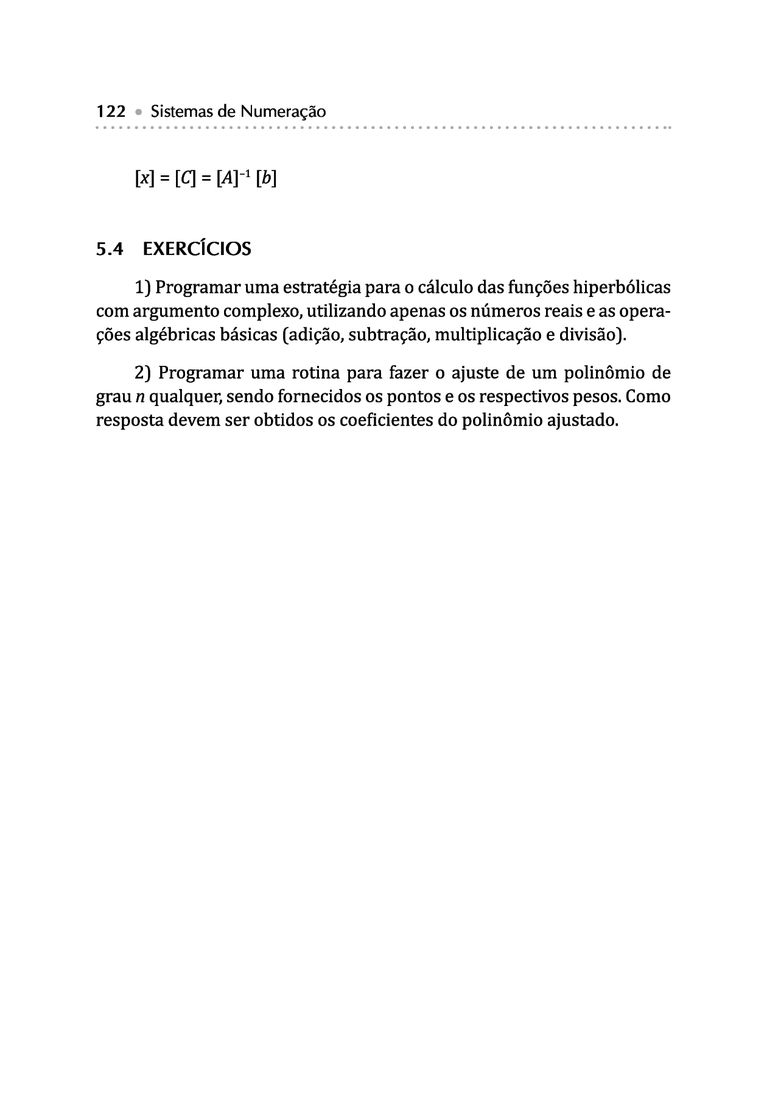 122 • Sistemas de Numeração
[x] = [C] = [A]⁻¹ [b]
5.4 EXERCÍCIOS
1) Programar uma estratégia para o cálculo das funções hiperbólicas
com argumento complexo, utilizando apenas os números reais e as opera-
ções algébricas básicas (adição, subtração, multiplicação e divisão).
2) Programar uma rotina para fazer o ajuste de um polinômio de
grau n qualquer, sendo fornecidos os pontos e os respectivos pesos. Como
resposta devem ser obtidos os coeficientes do polinômio ajustado.